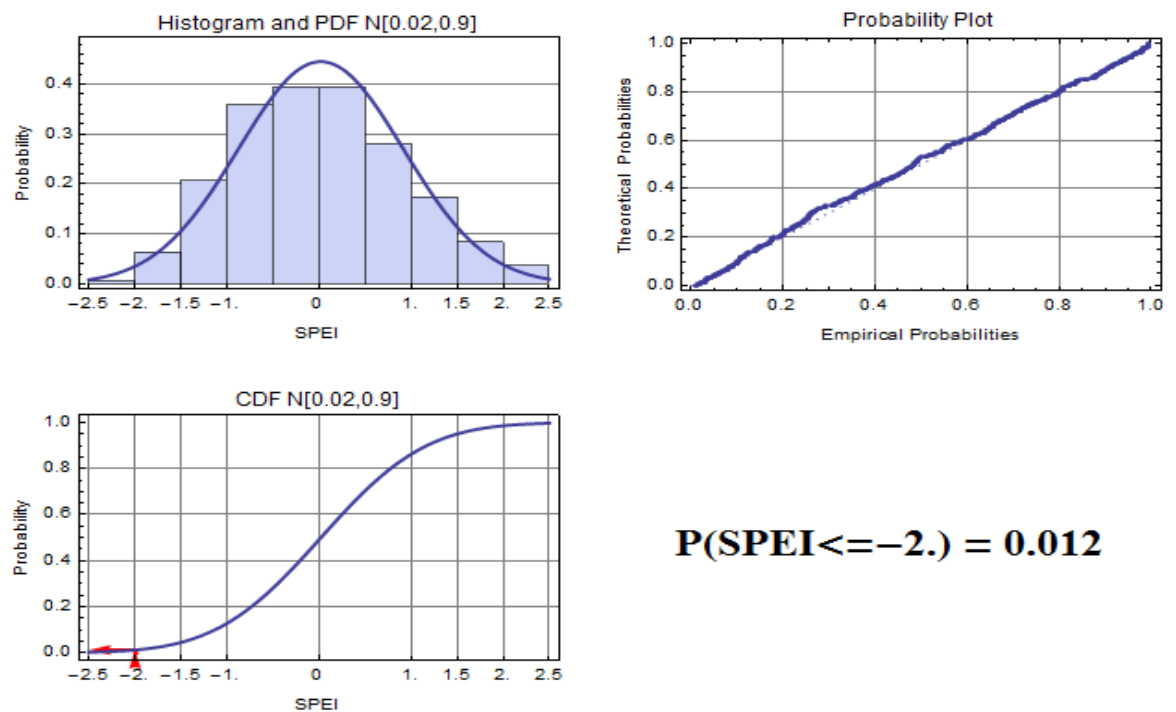 Histogram and PDF N[0.02,0.9]
Probability
0.4
0.3
0.2
0.1
0.0
−2.5 −2. −1.5 −1. 0 1. 1.5 2. 2.5
SPEI
Probability Plot
Theoretical Probabilities
1.0
0.8
0.6
0.4
0.2
0.0
0.0 0.2 0.4 0.6 0.8 1.0
Empirical Probabilities
CDF N[0.02,0.9]
Probability
1.0
0.8
0.6
0.4
0.2
0.0
−2.5 −2. −1.5 −1. 0 1. 1.5 2. 2.5
SPEI
P(SPEI<=−2.) = 0.012